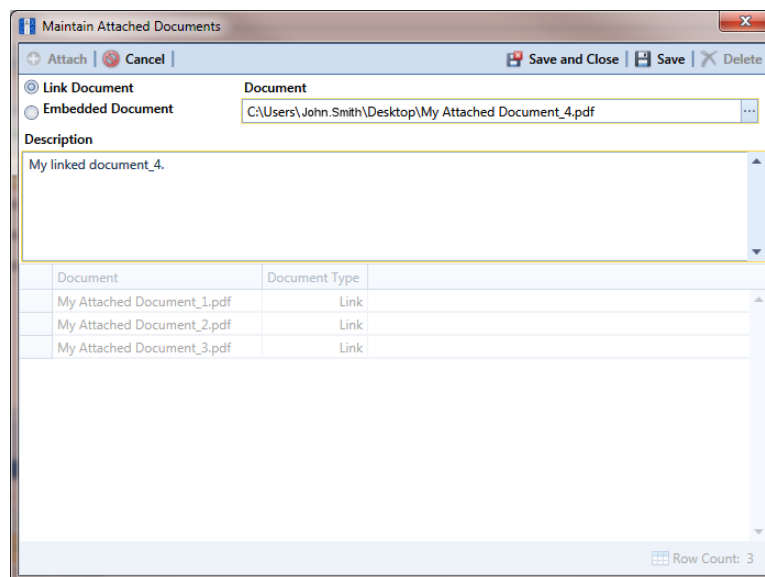 Maintain Attached Documents
Attach Cancel Save and Close Save Delete
Link Document Document
Embedded Document C:\Users\John.Smith\Desktop\My Attached Document_4.pdf ...
Description
My linked document_4.
Document Document Type
My Attached Document_1.pdf Link
My Attached Document_2.pdf Link
My Attached Document_3.pdf Link
Row Count: 3